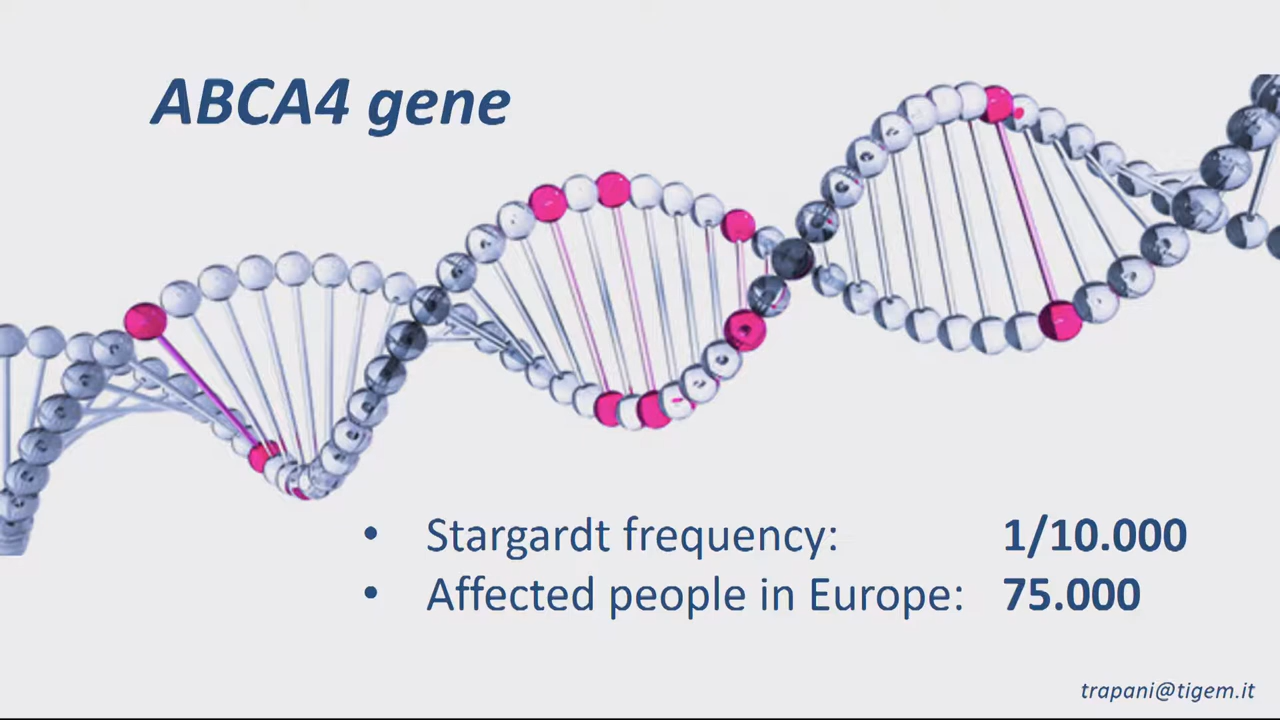 ABCA4 gene
• Stargardt frequency: 1/10.000
• Affected people in Europe: 75.000
trapani@tigem.it